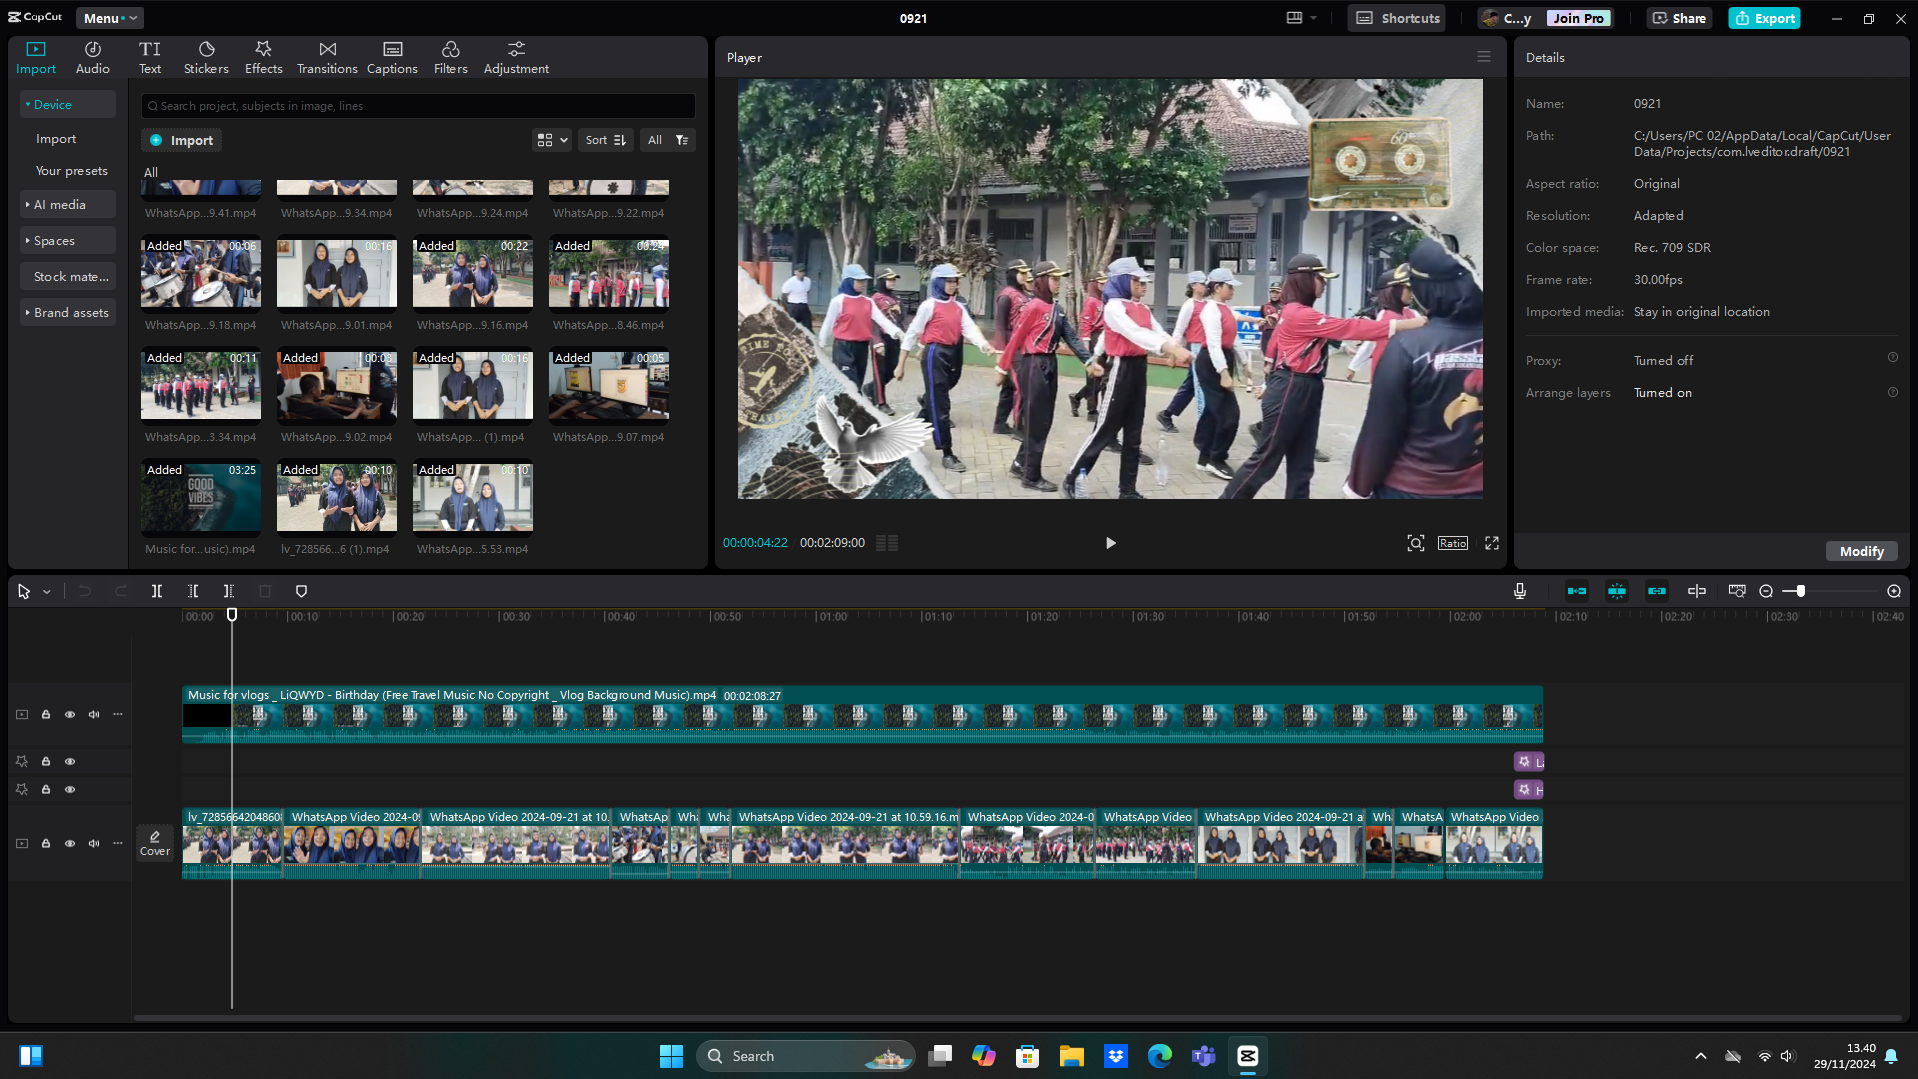 CapCut
Menu
0921
Shortcuts
C...y
Join Pro
Share
Export
Import
Audio
TI
Text
Stickers
Effects
Transitions
Captions
Filters
Adjustment
Device
Import
Your presets
AI media
Spaces
Stock mate...
Brand assets
Search project, subjects in image, lines
Import
Sort
All
All
WhatsApp...9.41.mp4
WhatsApp...9.34.mp4
WhatsApp...9.24.mp4
WhatsApp...9.22.mp4
Added 00:06
00:16
Added 00:22
Added 00:24
WhatsApp...9.18.mp4
WhatsApp...9.01.mp4
WhatsApp...9.16.mp4
WhatsApp...8.46.mp4
Added 00:11
Added 00:03
Added 00:16
Added 00:05
WhatsApp...3.34.mp4
WhatsApp...9.02.mp4
WhatsApp... (1).mp4
WhatsApp...9.07.mp4
Added 03:25
GOOD
VIBES
Added 00:10
Added 00:10
Music for...usic).mp4
lv_728566...6 (1).mp4
WhatsApp...5.53.mp4
Player
60
00:00:04:22
00:02:09:00
Ratio
Details
Name: 0921
Path: C:/Users/PC 02/AppData/Local/CapCut/User
Data/Projects/com.lveditor.draft/0921
Aspect ratio: Original
Resolution: Adapted
Color space: Rec. 709 SDR
Frame rate: 30.00fps
Imported media: Stay in original location
Proxy: Turned off
Arrange layers Turned on
Modify
00:00
00:10
00:20
00:30
00:40
00:50
01:00
01:10
01:20
01:30
01:40
01:50
02:00
02:10
02:20
02:30
02:40
Music for vlogs _ LiQWYD - Birthday (Free Travel Music No Copyright _ Vlog Background Music).mp4 00:02:08:27
La
H
Cover
lv_7285664204860
WhatsApp Video 2024-09
WhatsApp Video 2024-09-21 at 10.
WhatsAp
Wha
Wha
WhatsApp Video 2024-09-21 at 10.59.16.m
WhatsApp Video 2024-0
WhatsApp Video
WhatsApp Video 2024-09-21 a
Wh
WhatsA
WhatsApp Video
Search
13.40
29/11/2024